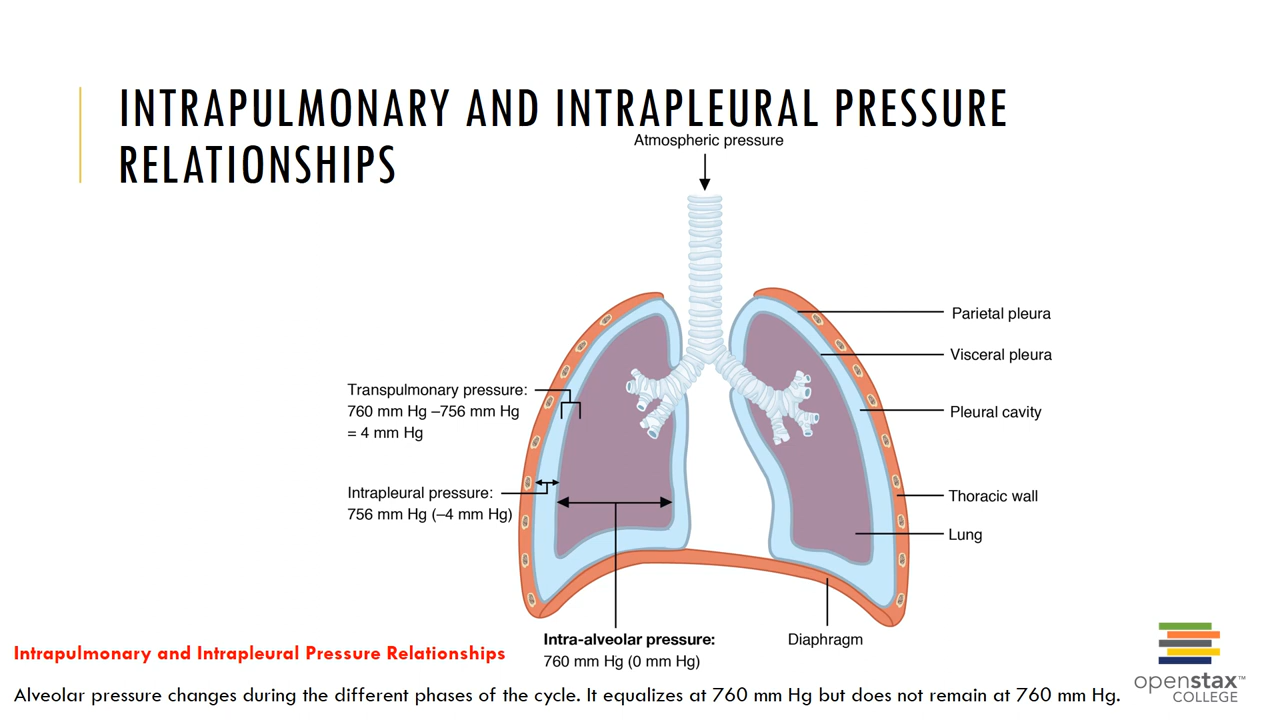 INTRAPULMONARY AND INTRAPLEURAL PRESSURE
RELATIONSHIPS
Atmospheric pressure
Parietal pleura
Visceral pleura
Pleural cavity
Thoracic wall
Lung
Transpulmonary pressure:
760 mm Hg –756 mm Hg
= 4 mm Hg
Intrapleural pressure:
756 mm Hg (–4 mm Hg)
Intra-alveolar pressure:
760 mm Hg (0 mm Hg)
Diaphragm
Intrapulmonary and Intrapleural Pressure Relationships
Alveolar pressure changes during the different phases of the cycle. It equalizes at 760 mm Hg but does not remain at 760 mm Hg.
openstax™
COLLEGE